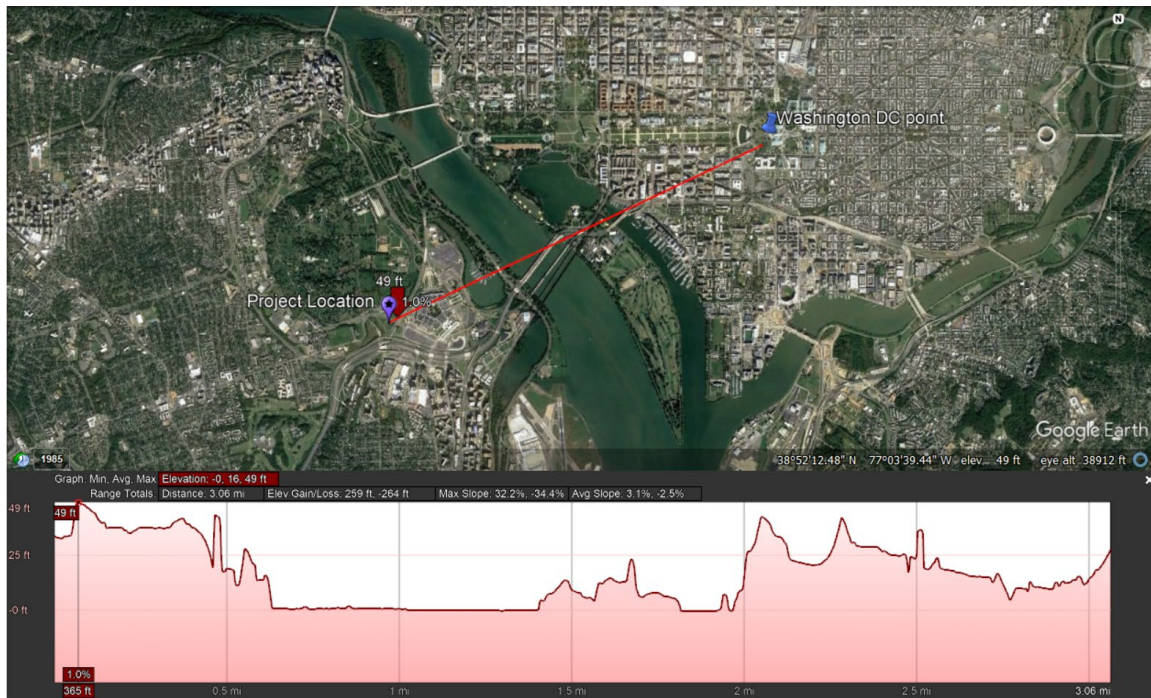 N
Washington DC point
49 ft
Project Location
1.0%
Google Earth
1985
38°52'12.48" N 77°03'39.44" W elev... 49 ft eye alt 38912 ft
Graph: Min, Avg, Max Elevation: -0, 16, 49 ft
Range Totals: Distance: 3.06 mi Elev Gain/Loss: 259 ft, -264 ft Max Slope: 32.2%, -34.4% Avg Slope: 3.1%, -2.5%
49 ft
49 ft
25 ft
-0 ft
1.0%
365 ft 0.5 mi 1 mi 1.5 mi 2 mi 2.5 mi 3.06 mi